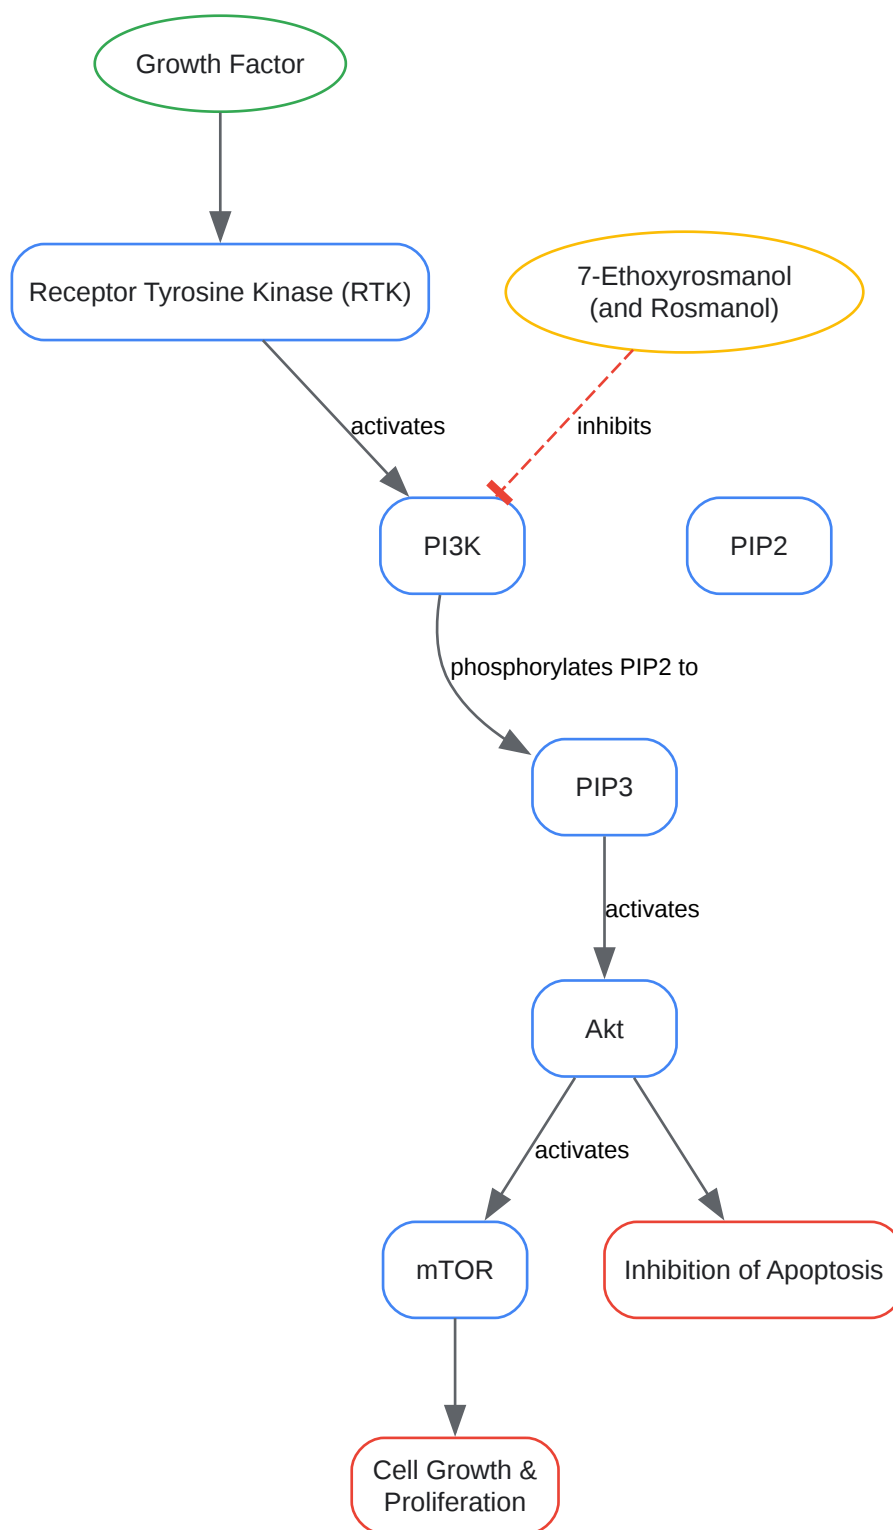 Growth Factor
Receptor Tyrosine Kinase (RTK)
7-Ethoxyrosmanol
(and Rosmanol)
activates
inhibits
PI3K
PIP2
phosphorylates PIP2 to
PIP3
activates
Akt
activates
mTOR
Inhibition of Apoptosis
Cell Growth &
Proliferation